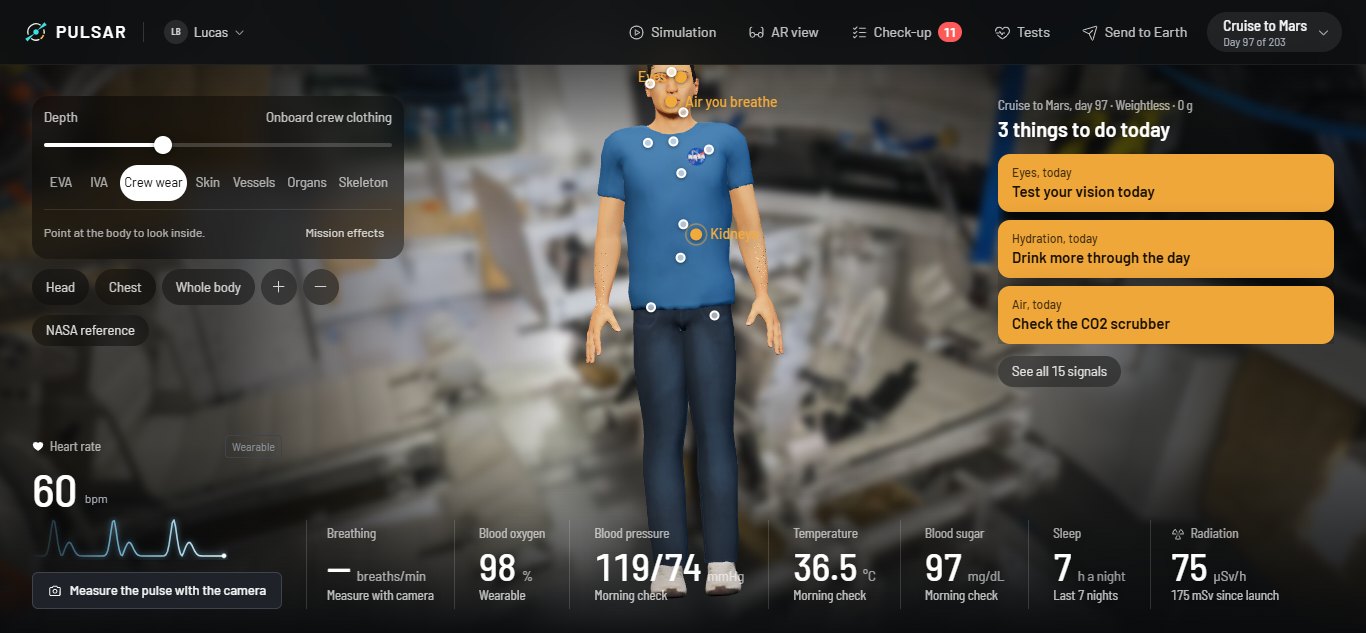 PULSAR
LB Lucas
Simulation
AR view
Check-up 11
Tests
Send to Earth
Cruise to Mars
Day 97 of 203
Depth
Onboard crew clothing
EVA IVA Crew wear Skin Vessels Organs Skeleton
Point at the body to look inside.
Mission effects
Head Chest Whole body + −
NASA reference
Eyes
Air you breathe
NASA
Kidneys
Cruise to Mars, day 97 · Weightless · 0 g
3 things to do today
Eyes, today
Test your vision today
Hydration, today
Drink more through the day
Air, today
Check the CO2 scrubber
See all 15 signals
Heart rate
Wearable
60 bpm
Measure the pulse with the camera
Breathing
— breaths/min
Measure with camera
Blood oxygen
98 %
Wearable
Blood pressure
119/74 mmHg
Morning check
Temperature
36.5 °C
Morning check
Blood sugar
97 mg/dL
Morning check
Sleep
7 h a night
Last 7 nights
Radiation
75 µSv/h
175 mSv since launch